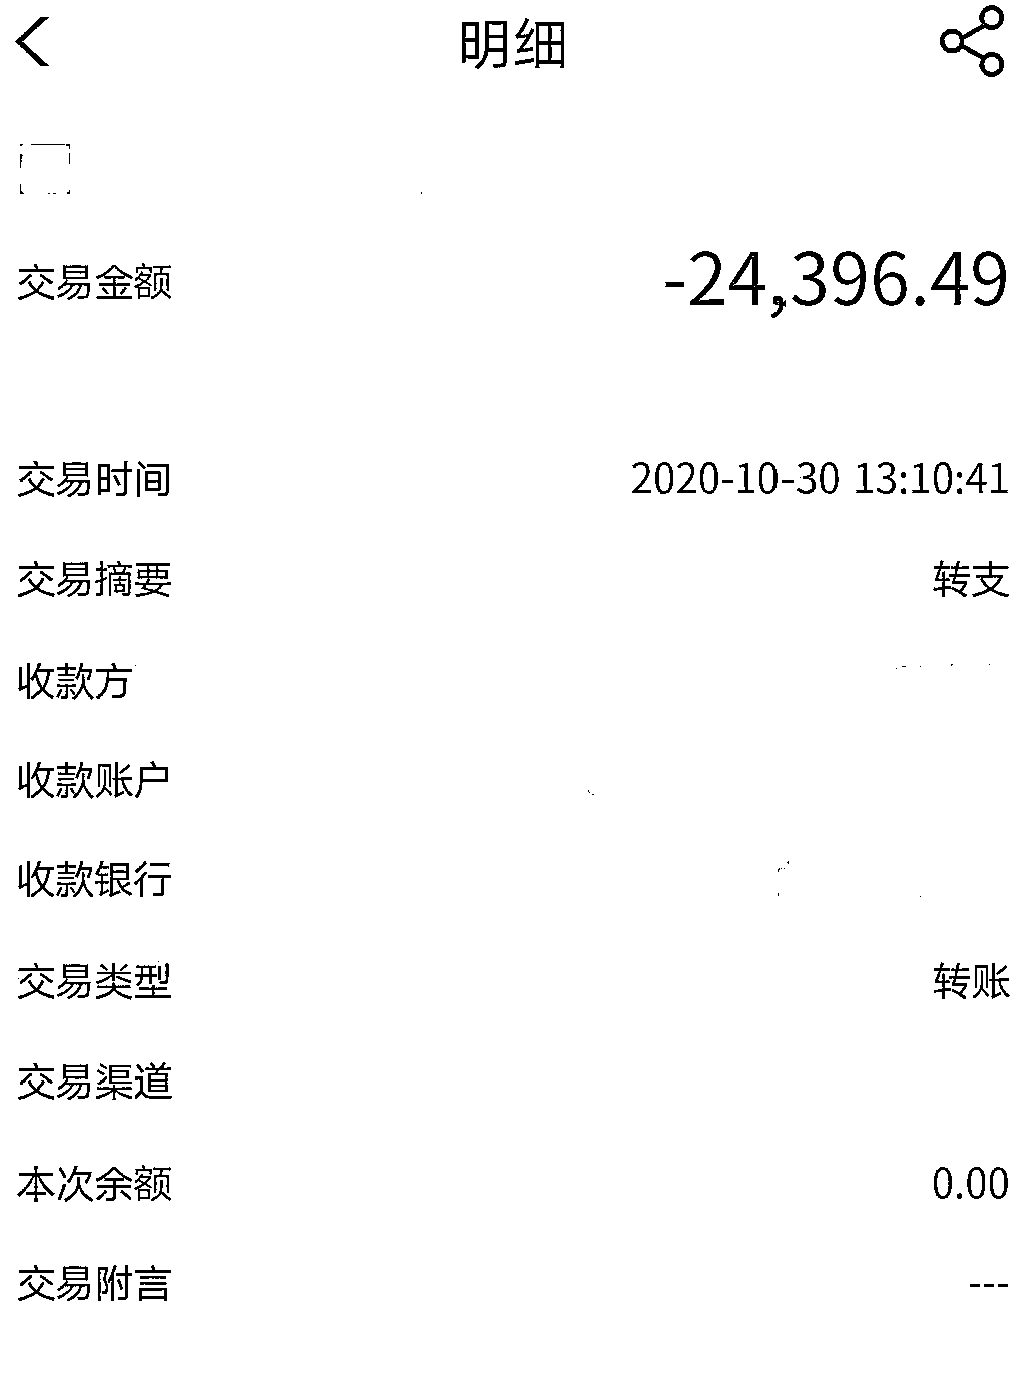 明细
交易金额 -24,396.49
交易时间 2020-10-30 13:10:41
交易摘要 转支
收款方
收款账户
收款银行
交易类型 转账
交易渠道
本次余额 0.00
交易附言 ---